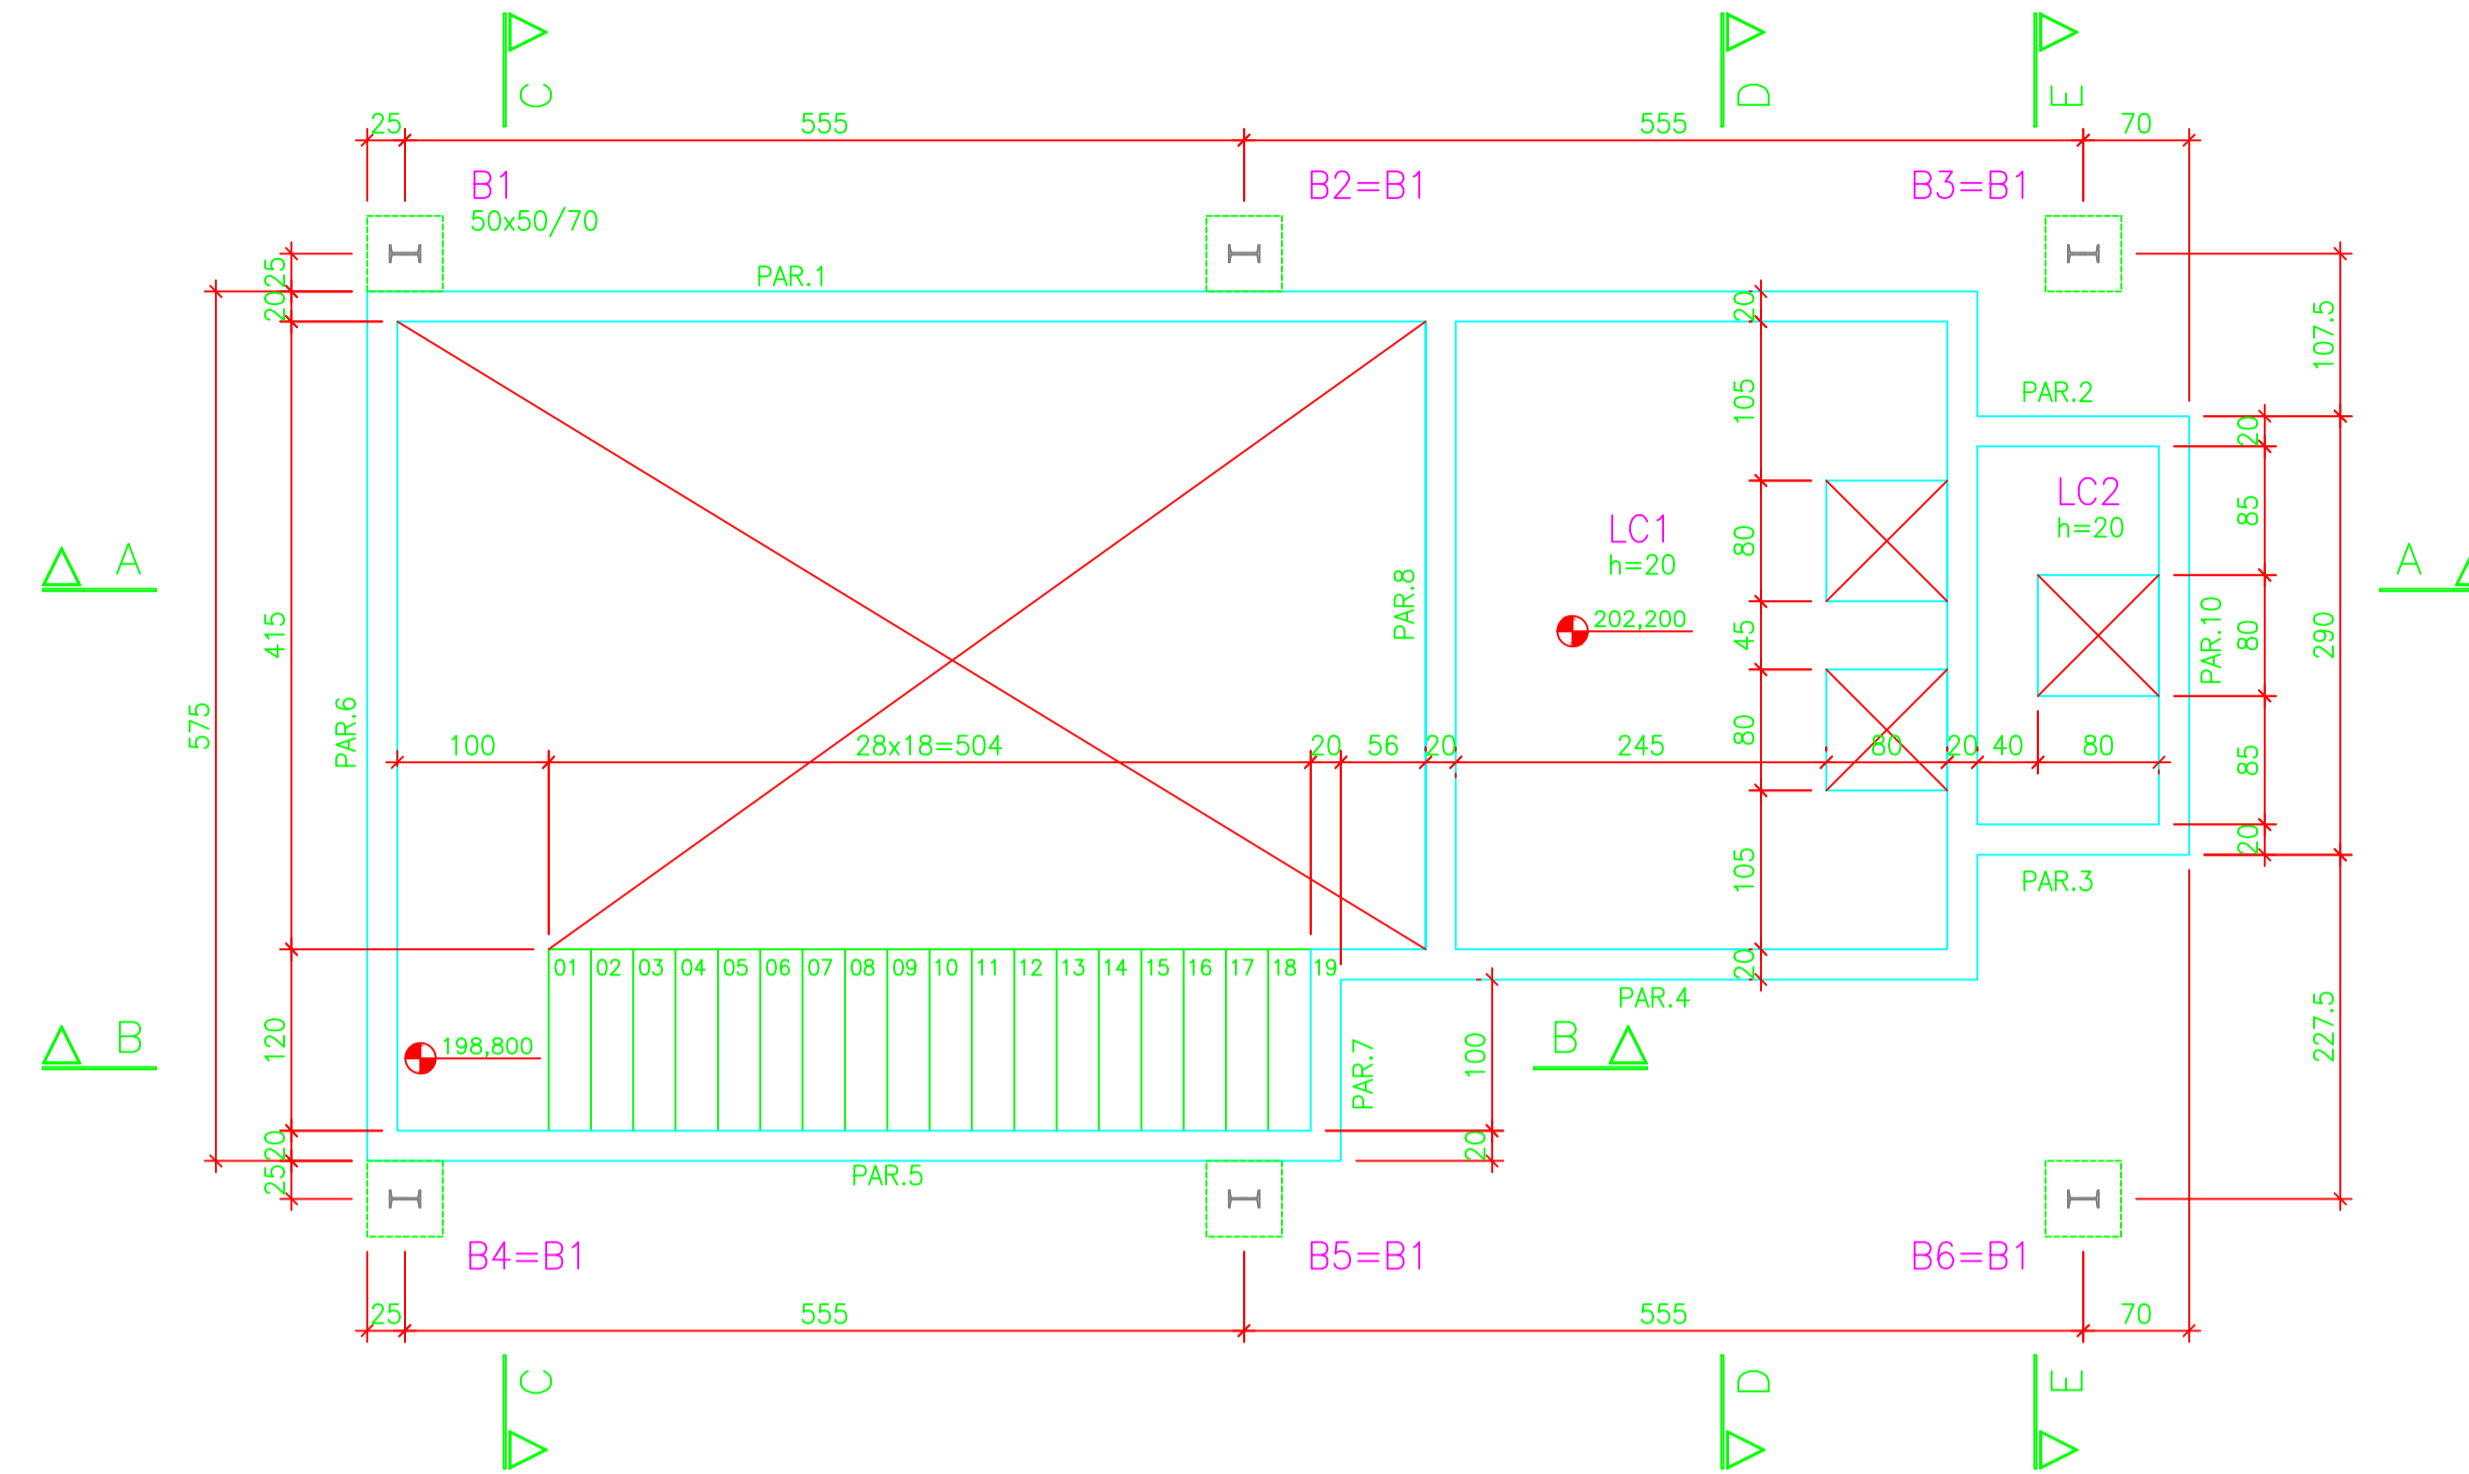 C
D
E
25
555
555
70
B1
B2=B1
B3=B1
50x50/70
PAR.1
25
20
20
107.5
105
PAR.2
20
LC2
h=20
85
LC1
h=20
80
A
A
PAR.8
202,200
415
45
290
80
PAR.10
575
PAR.6
100
28x18=504
20
56
20
245
80
80
20
40
80
85
20
105
PAR.3
01
02
03
04
05
06
07
08
09
10
11
12
13
14
15
16
17
18
19
20
PAR.4
B
120
198,800
PAR.7
100
B
227.5
20
20
25
PAR.5
B4=B1
B5=B1
B6=B1
25
555
555
70
C
D
E